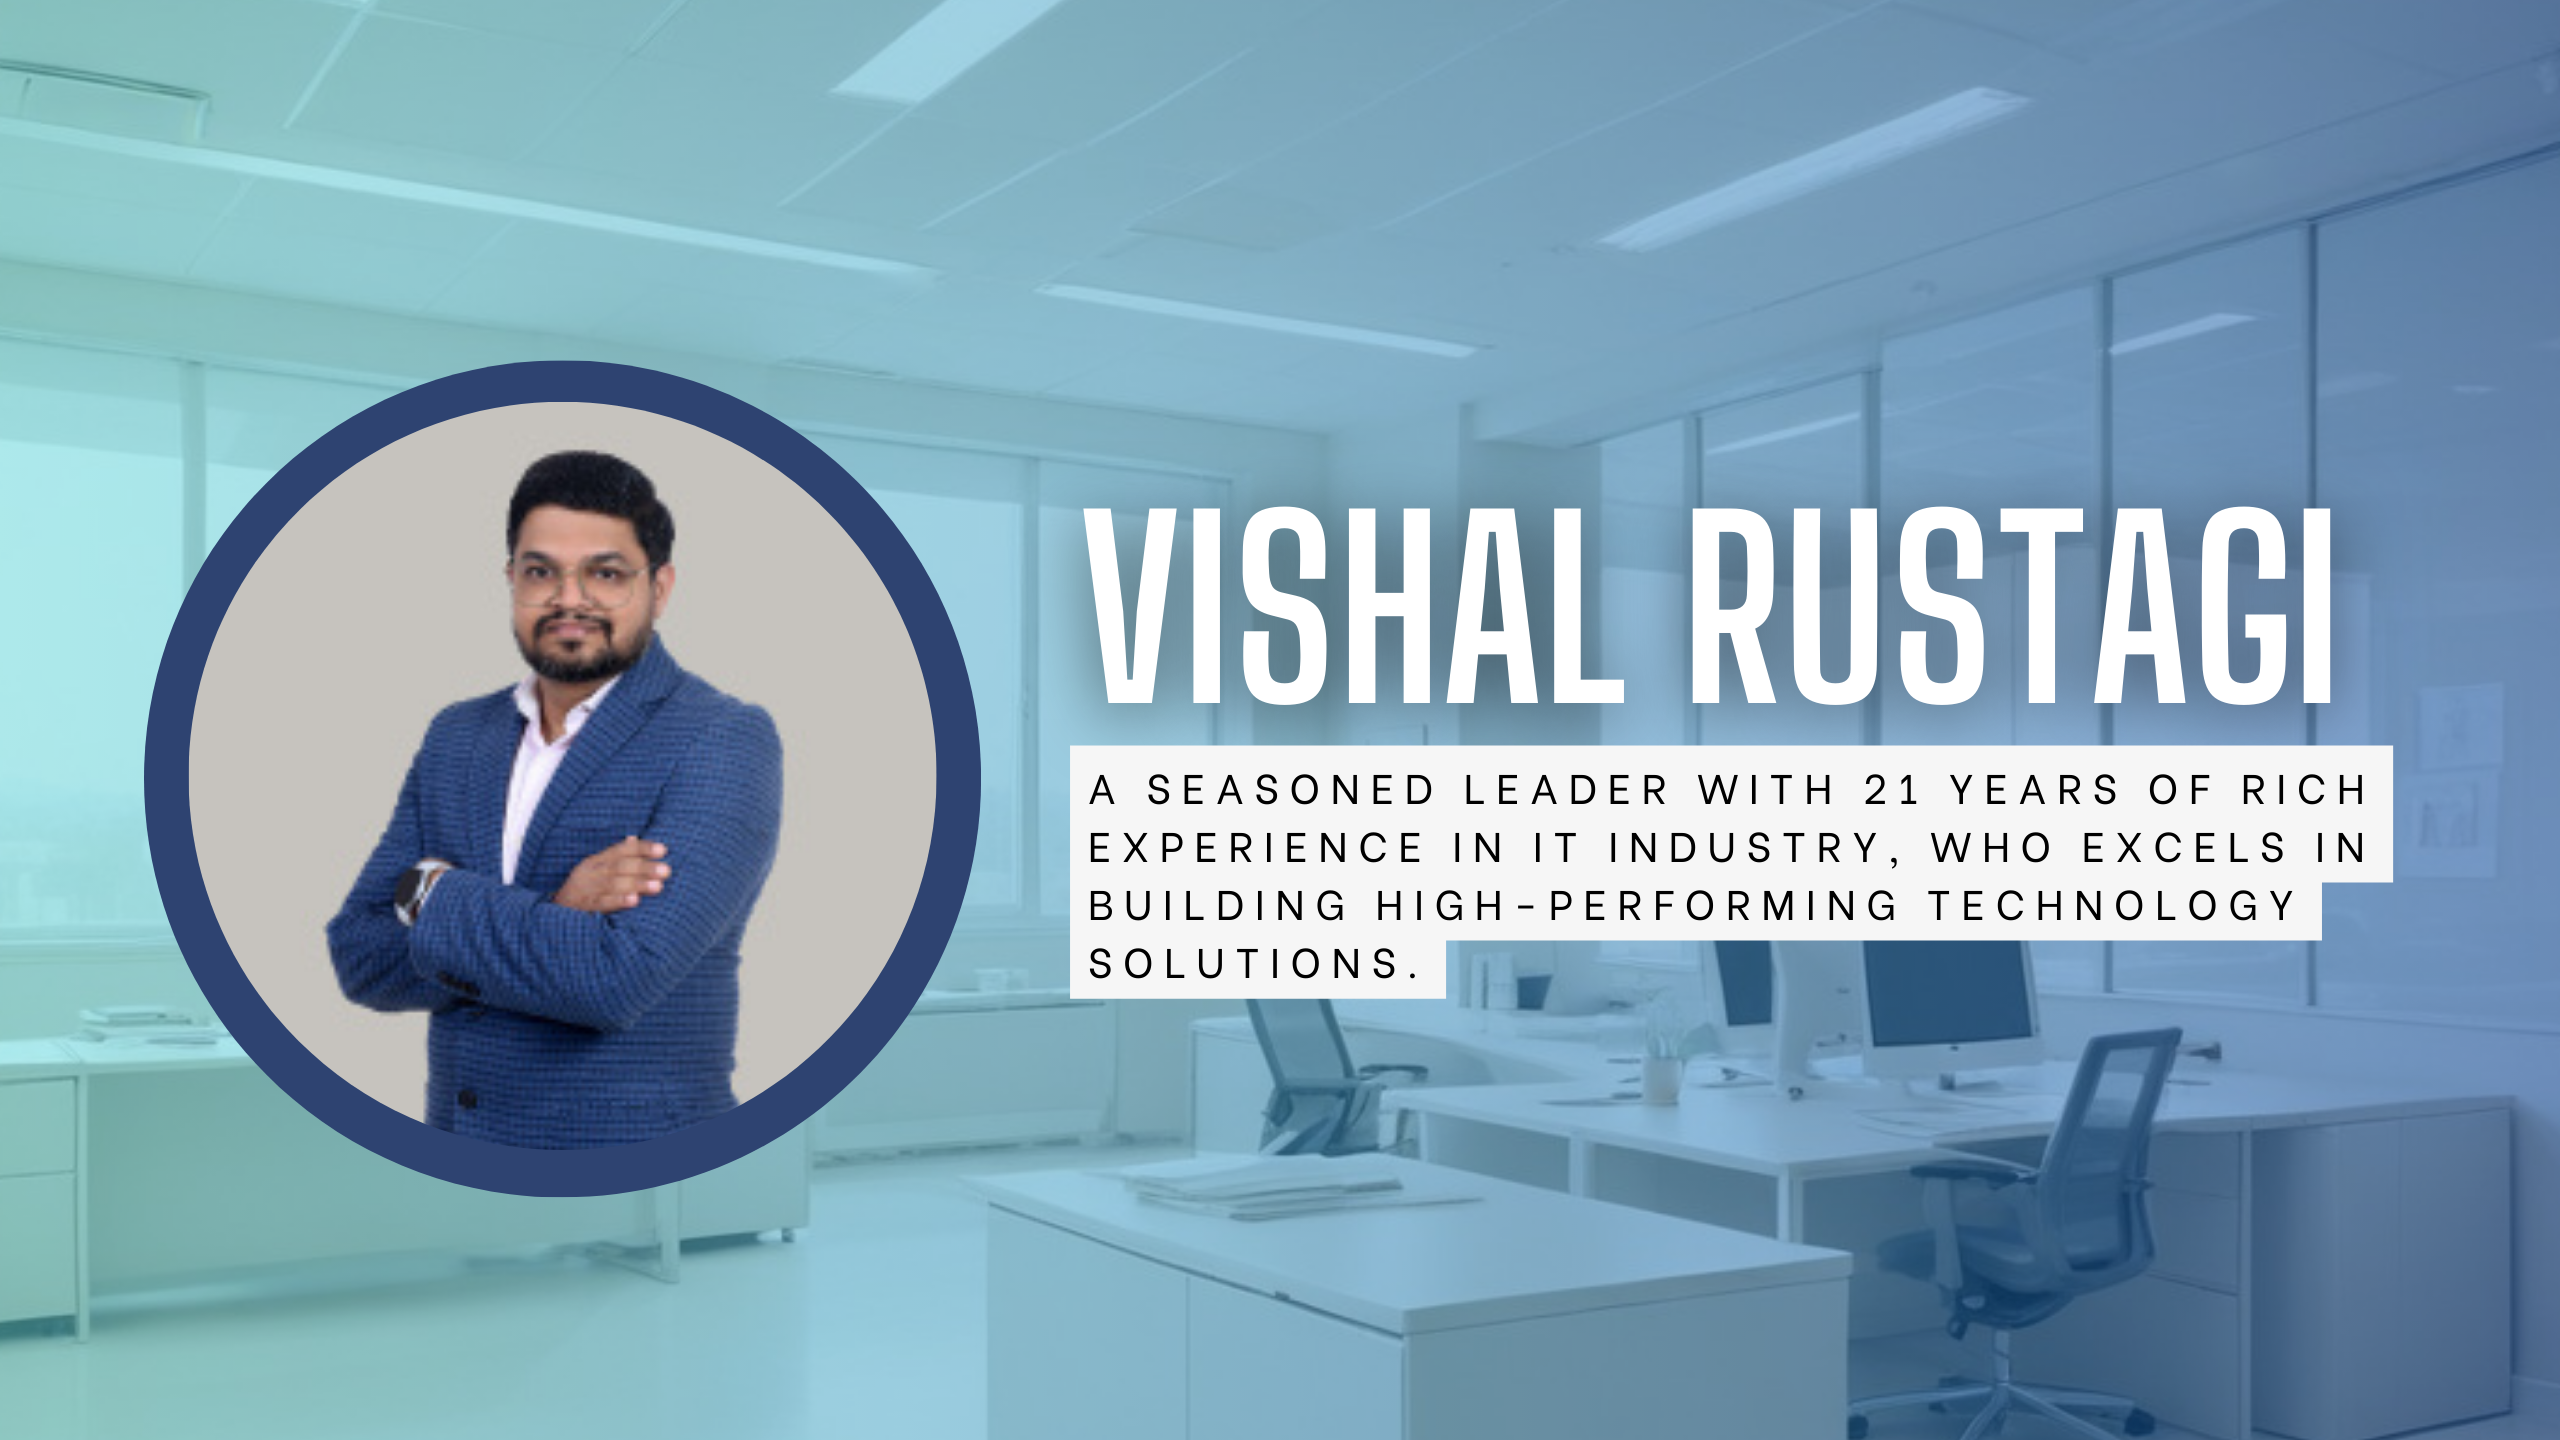 VISHAL RUSTAGI
A SEASONED LEADER WITH 21 YEARS OF RICH
EXPERIENCE IN IT INDUSTRY, WHO EXCELS IN
BUILDING HIGH-PERFORMING TECHNOLOGY
SOLUTIONS.